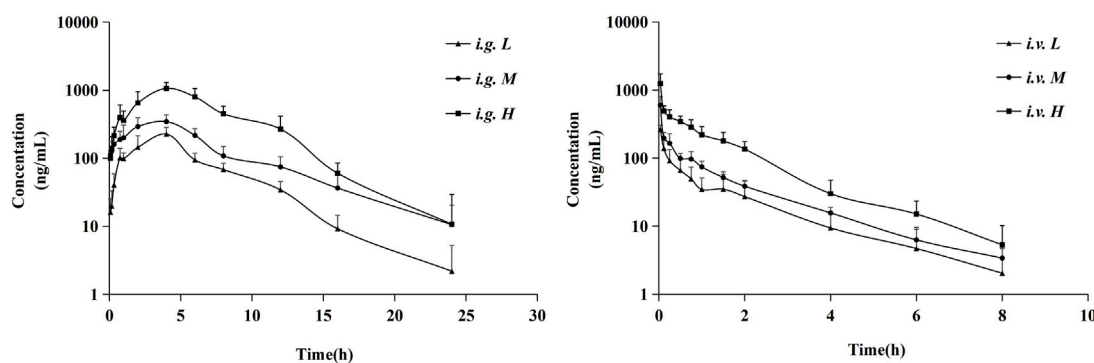 10000
1000
100
10
1
Concentation
(ng/mL)
0 5 10 15 20 25 30
Time(h)
i.g. L
i.g. M
i.g. H
10000
1000
100
10
1
Concentation
(ng/mL)
0 2 4 6 8 10
Time(h)
i.v. L
i.v. M
i.v. H